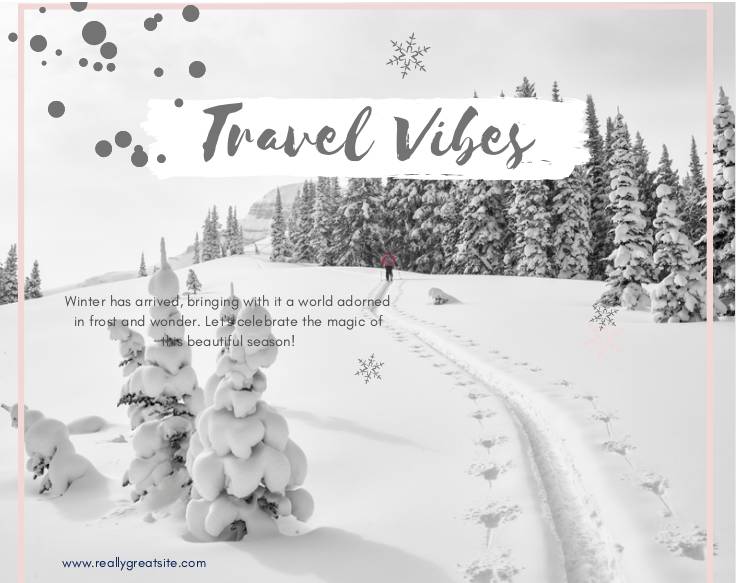 Travel Vibes
Winter has arrived, bringing with it a world adorned
in frost and wonder. Let's celebrate the magic of
this beautiful season!
www.reallygreatsite.com